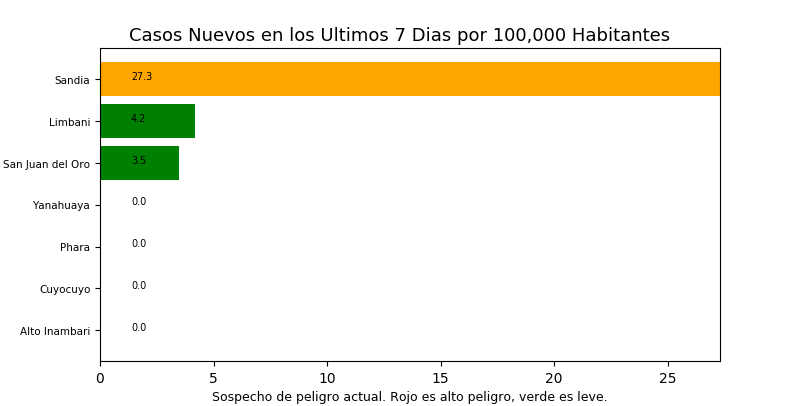 Casos Nuevos en los Ultimos 7 Dias por 100,000 Habitantes
Sandia 27.3
Limbani 4.2
San Juan del Oro 3.5
Yanahuaya 0.0
Phara 0.0
Cuyocuyo 0.0
Alto Inambari 0.0
0 5 10 15 20 25
Sospecho de peligro actual. Rojo es alto peligro, verde es leve.